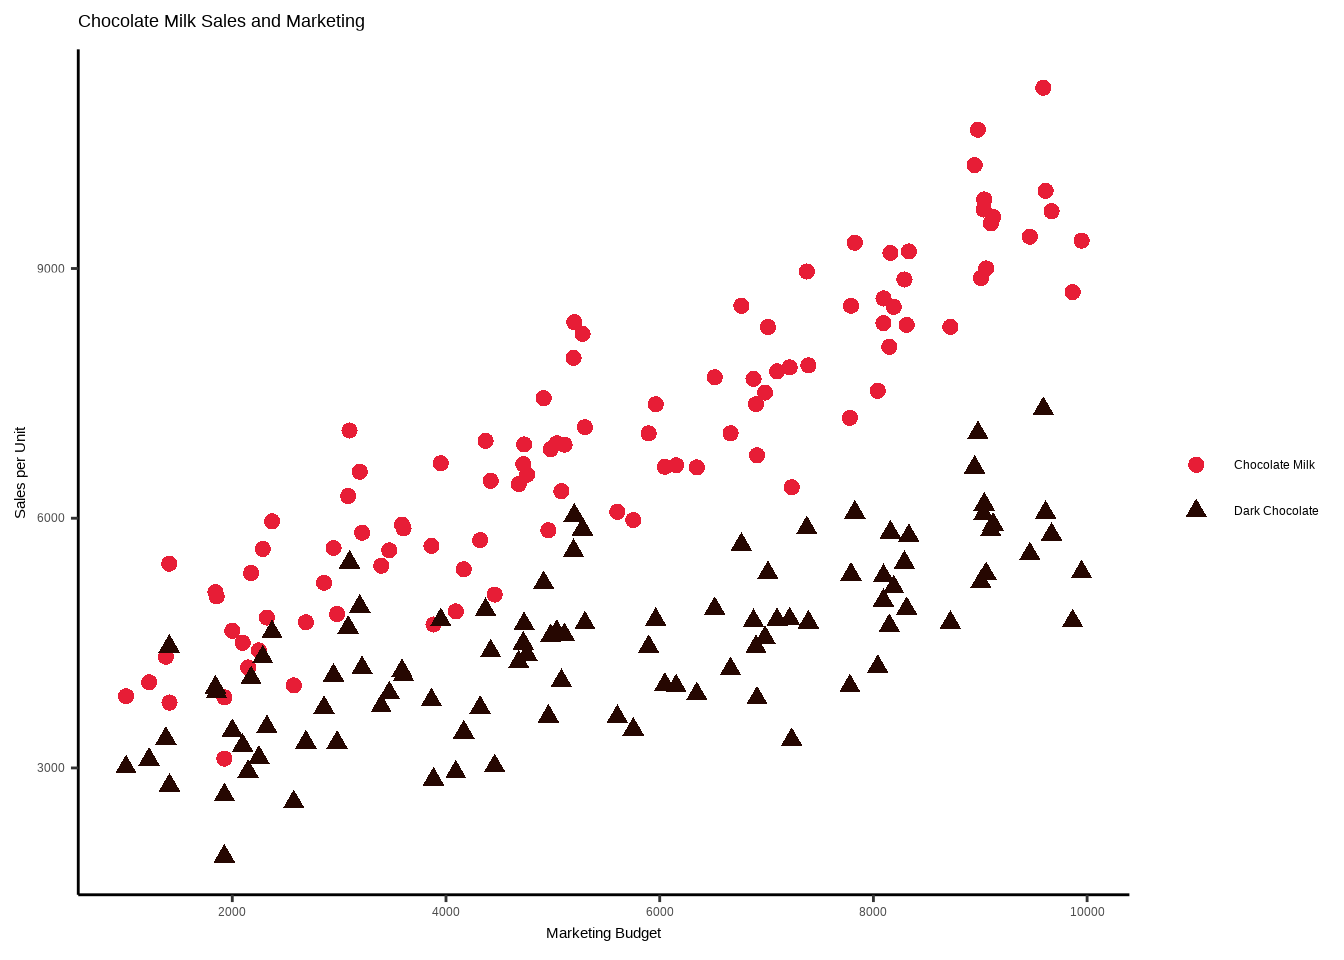 Chocolate Milk Sales and Marketing
Sales per Unit
9000
6000
3000
2000 4000 6000 8000 10000
Marketing Budget
Chocolate Milk
Dark Chocolate